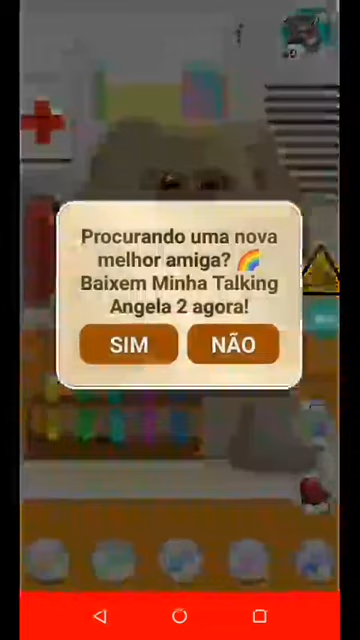 Procurando uma nova
melhor amiga? 🌈
Baixem Minha Talking
Angela 2 agora!
SIM
NÃO